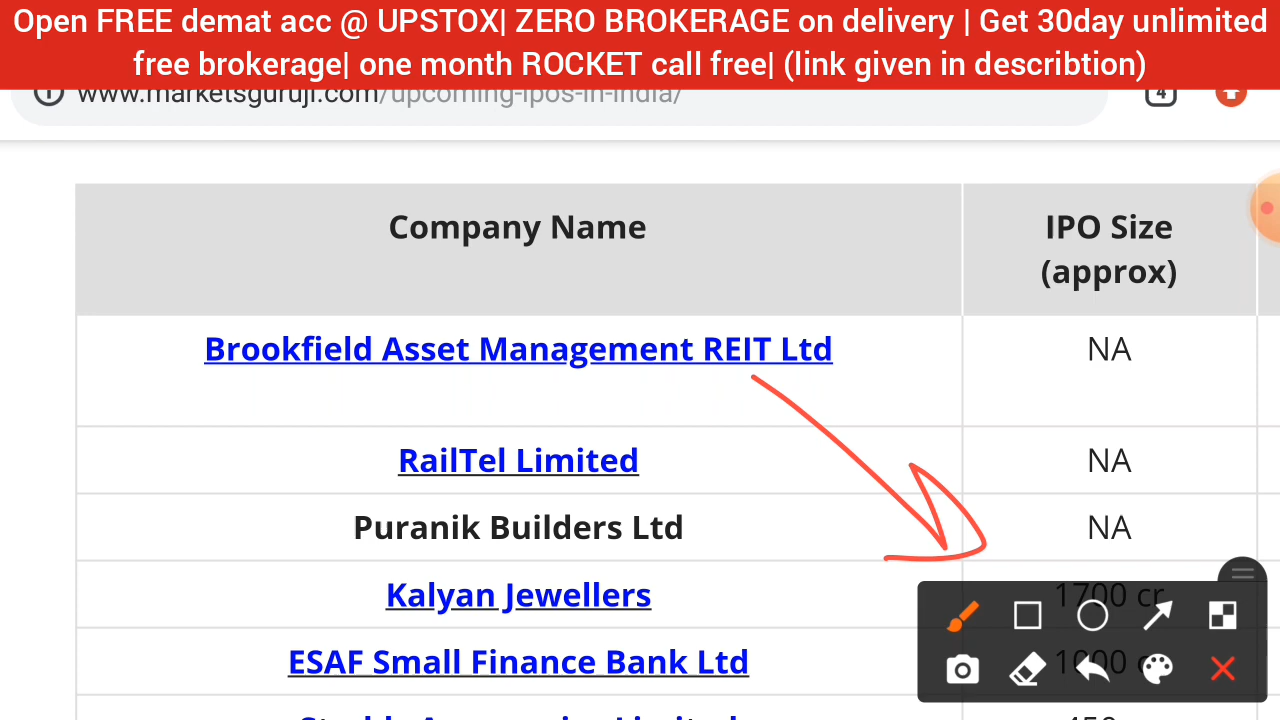 Open FREE demat acc @ UPSTOX| ZERO BROKERAGE on delivery | Get 30day unlimited
free brokerage| one month ROCKET call free| (link given in describtion)
www.marketsguruji.com/upcoming-ipos-in-india/
4
Company Name
IPO Size
(approx)
Brookfield Asset Management REIT Ltd
NA
RailTel Limited
NA
Puranik Builders Ltd
NA
Kalyan Jewellers
1700 cr
ESAF Small Finance Bank Ltd
1000